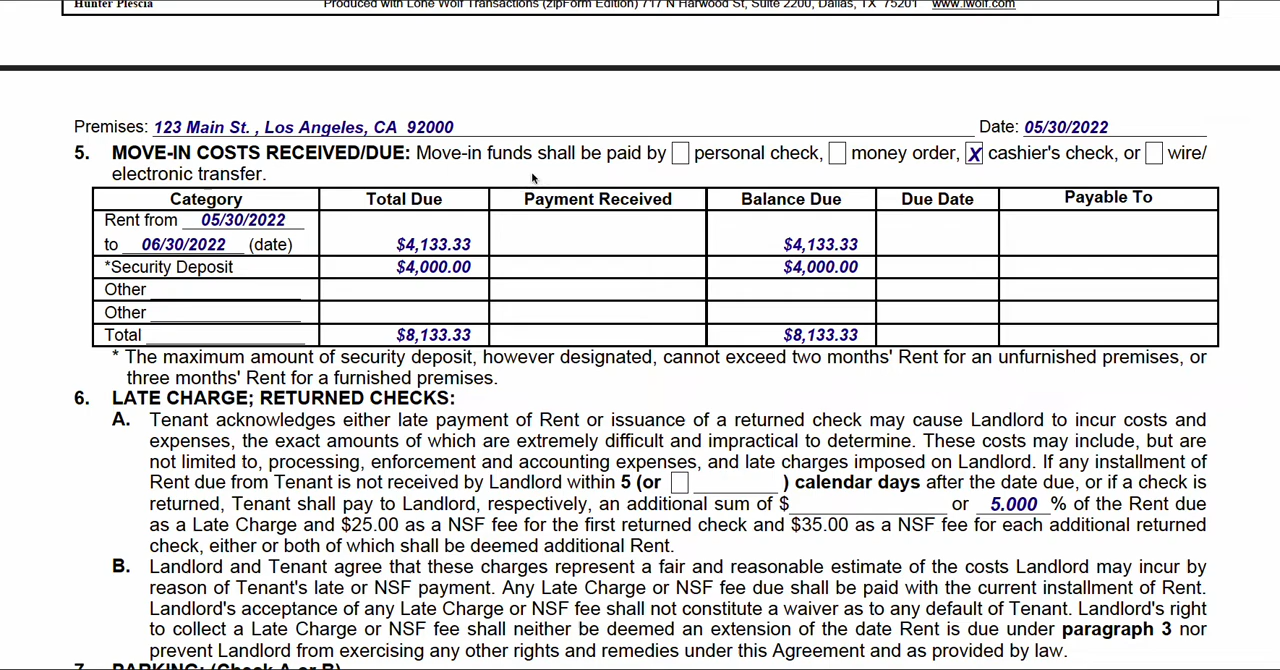 Hunter Plescia Produced with Lone Wolf Transactions (zipForm Edition) 717 N Harwood St, Suite 2200, Dallas, TX 75201 www.lwolf.com
Premises: 123 Main St. , Los Angeles, CA 92000 Date: 05/30/2022
5. MOVE-IN COSTS RECEIVED/DUE: Move-in funds shall be paid by personal check, money order, X cashier's check, or wire/
electronic transfer.
Category Total Due Payment Received Balance Due Due Date Payable To
Rent from 05/30/2022
to 06/30/2022 (date) $4,133.33 $4,133.33
*Security Deposit $4,000.00 $4,000.00
Other
Other
Total $8,133.33 $8,133.33
* The maximum amount of security deposit, however designated, cannot exceed two months' Rent for an unfurnished premises, or
three months' Rent for a furnished premises.
6. LATE CHARGE; RETURNED CHECKS:
A. Tenant acknowledges either late payment of Rent or issuance of a returned check may cause Landlord to incur costs and
expenses, the exact amounts of which are extremely difficult and impractical to determine. These costs may include, but are
not limited to, processing, enforcement and accounting expenses, and late charges imposed on Landlord. If any installment of
Rent due from Tenant is not received by Landlord within 5 (or ) calendar days after the date due, or if a check is
returned, Tenant shall pay to Landlord, respectively, an additional sum of $ or 5.000 % of the Rent due
as a Late Charge and $25.00 as a NSF fee for the first returned check and $35.00 as a NSF fee for each additional returned
check, either or both of which shall be deemed additional Rent.
B. Landlord and Tenant agree that these charges represent a fair and reasonable estimate of the costs Landlord may incur by
reason of Tenant's late or NSF payment. Any Late Charge or NSF fee due shall be paid with the current installment of Rent.
Landlord's acceptance of any Late Charge or NSF fee shall not constitute a waiver as to any default of Tenant. Landlord's right
to collect a Late Charge or NSF fee shall neither be deemed an extension of the date Rent is due under paragraph 3 nor
prevent Landlord from exercising any other rights and remedies under this Agreement and as provided by law.
7. PARKING: (Check A or B)